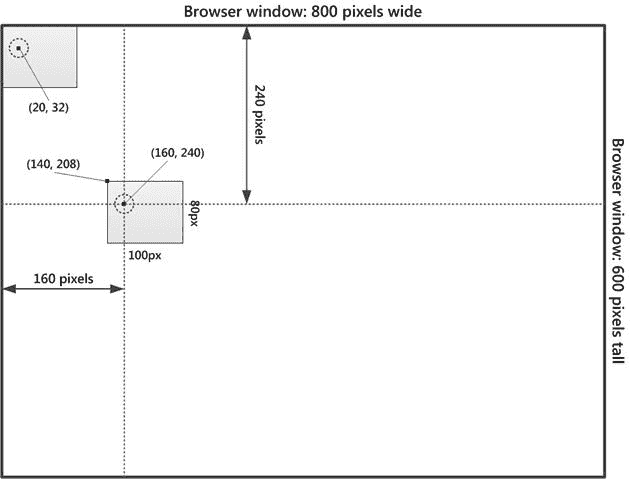 Browser window: 800 pixels wide
240 pixels
(20, 32)
(160, 240)
(140, 208)
80px
100px
160 pixels
Browser window: 600 pixels tall